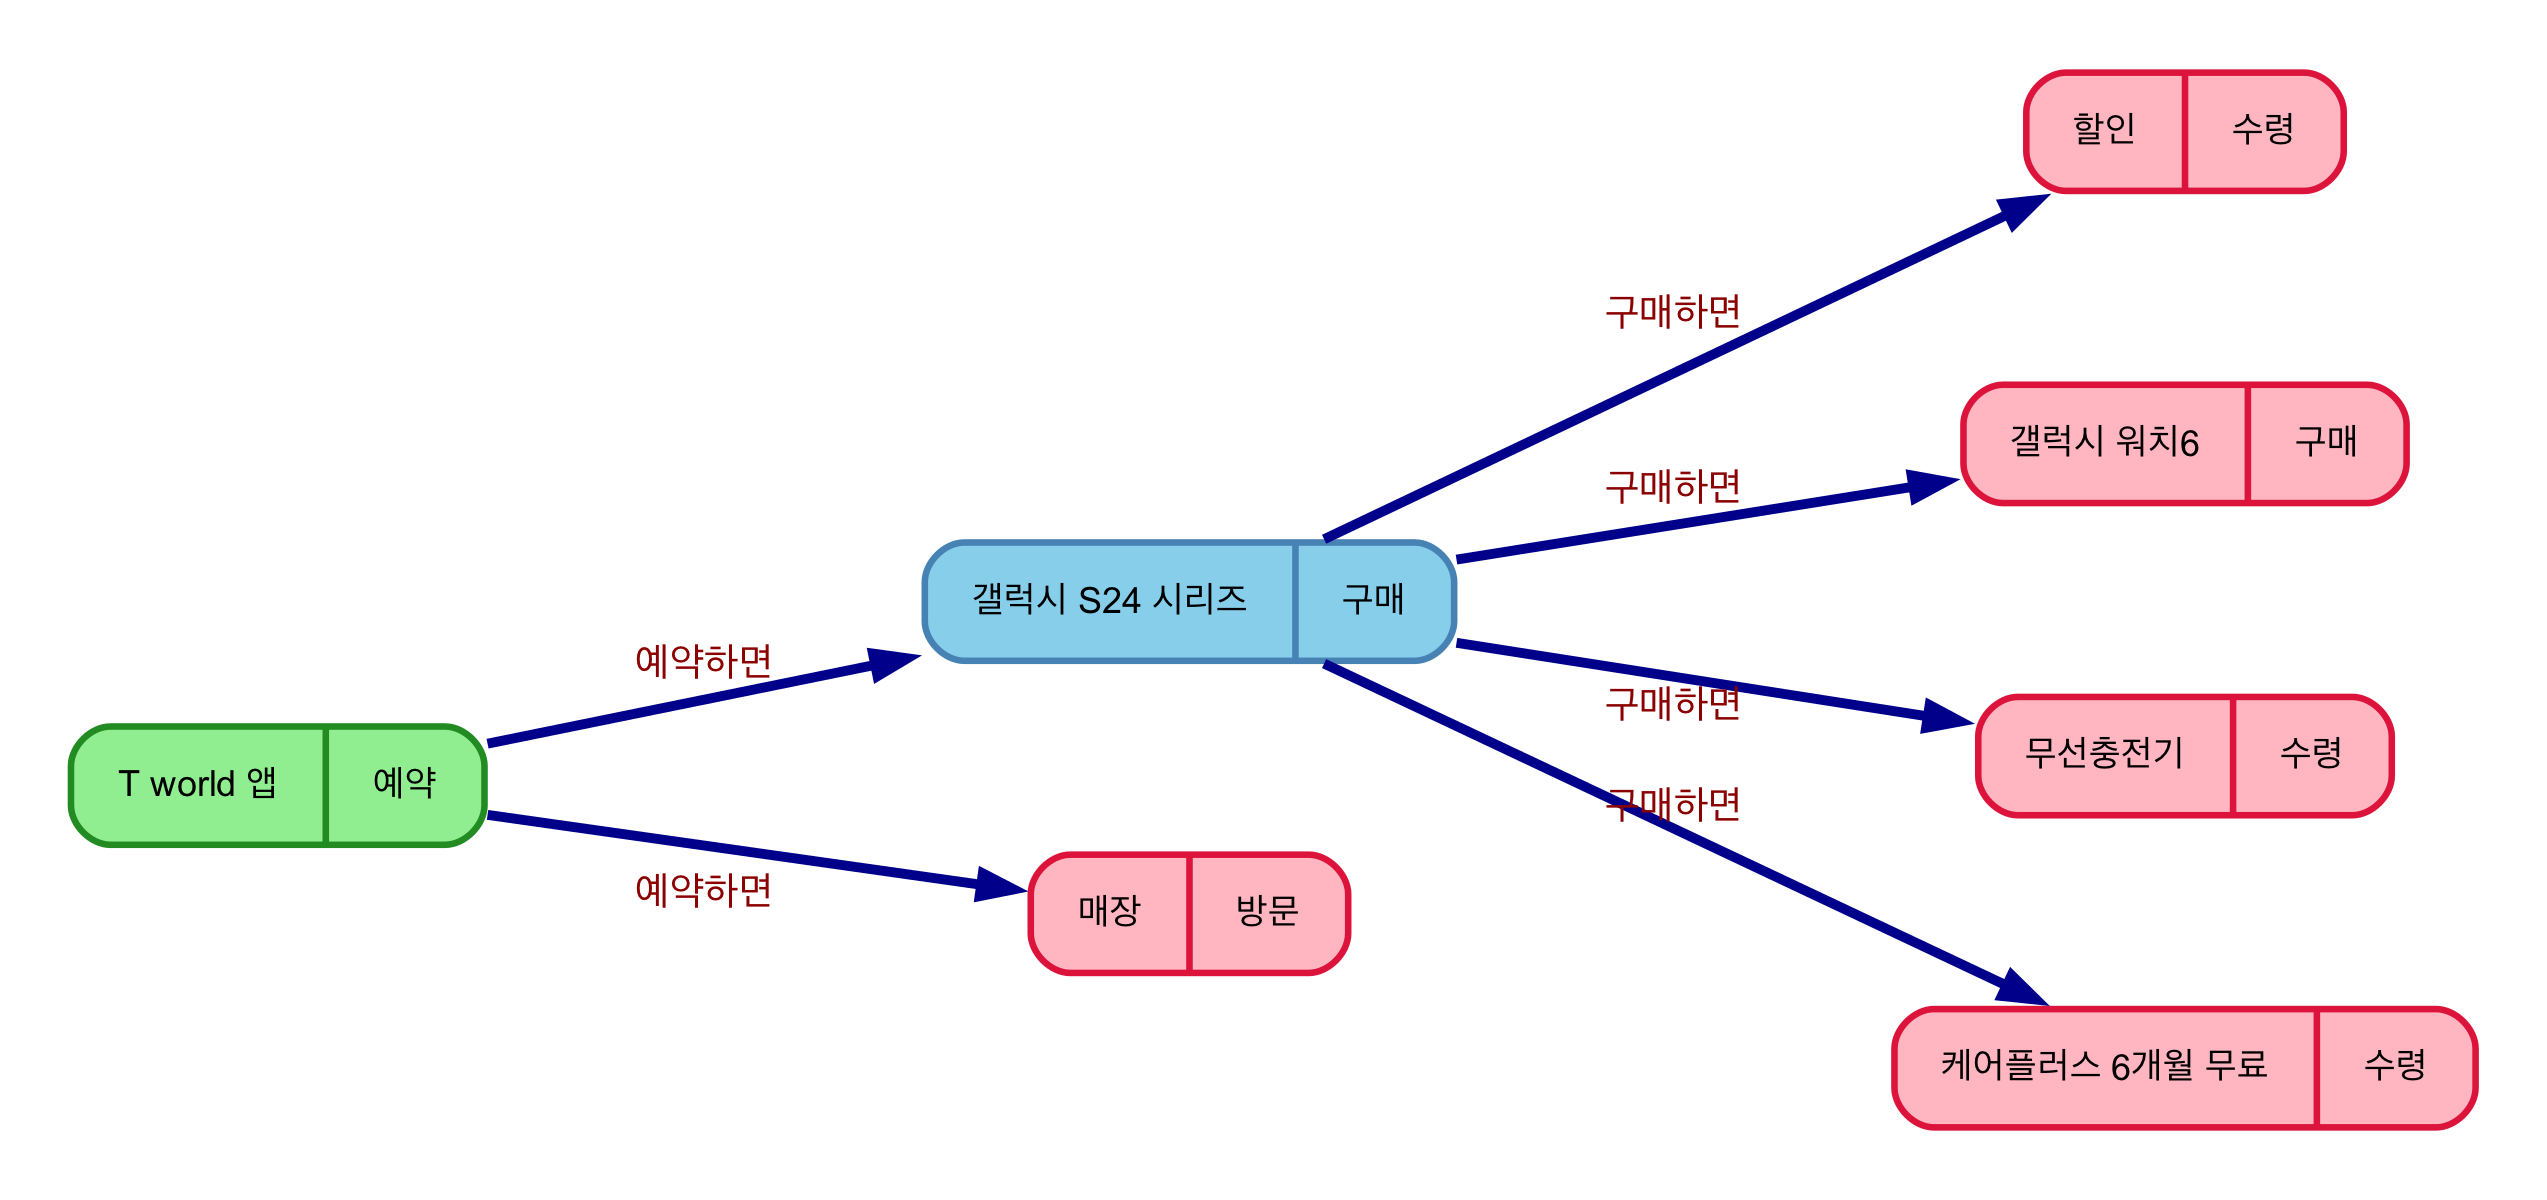 할인 수령
구매하면
갤럭시 워치6 구매
구매하면
갤럭시 S24 시리즈 구매
예약하면
구매하면
무선충전기 수령
T world 앱 예약
구매하면
예약하면
매장 방문
케어플러스 6개월 무료 수령